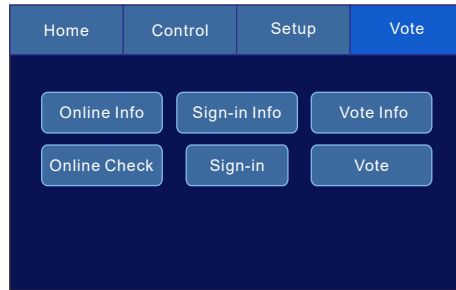 Home Control Setup Vote
Online Info Sign-in Info Vote Info
Online Check Sign-in Vote